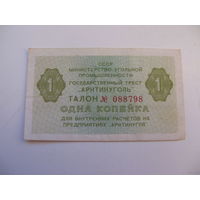 СССР
МИНИСТЕРСТВО УГОЛЬНОЙ
ПРОМЫШЛЕННОСТИ
ГОСУДАРСТВЕННЫЙ ТРЕСТ
"АРКТИКУГОЛЬ"
1 ТАЛОН № 088798 1
ОДНА КОПЕЙКА
ДЛЯ ВНУТРЕННИХ РАСЧЕТОВ НА
ПРЕДПРИЯТИЯХ „АРКТИКУГОЛЯ"